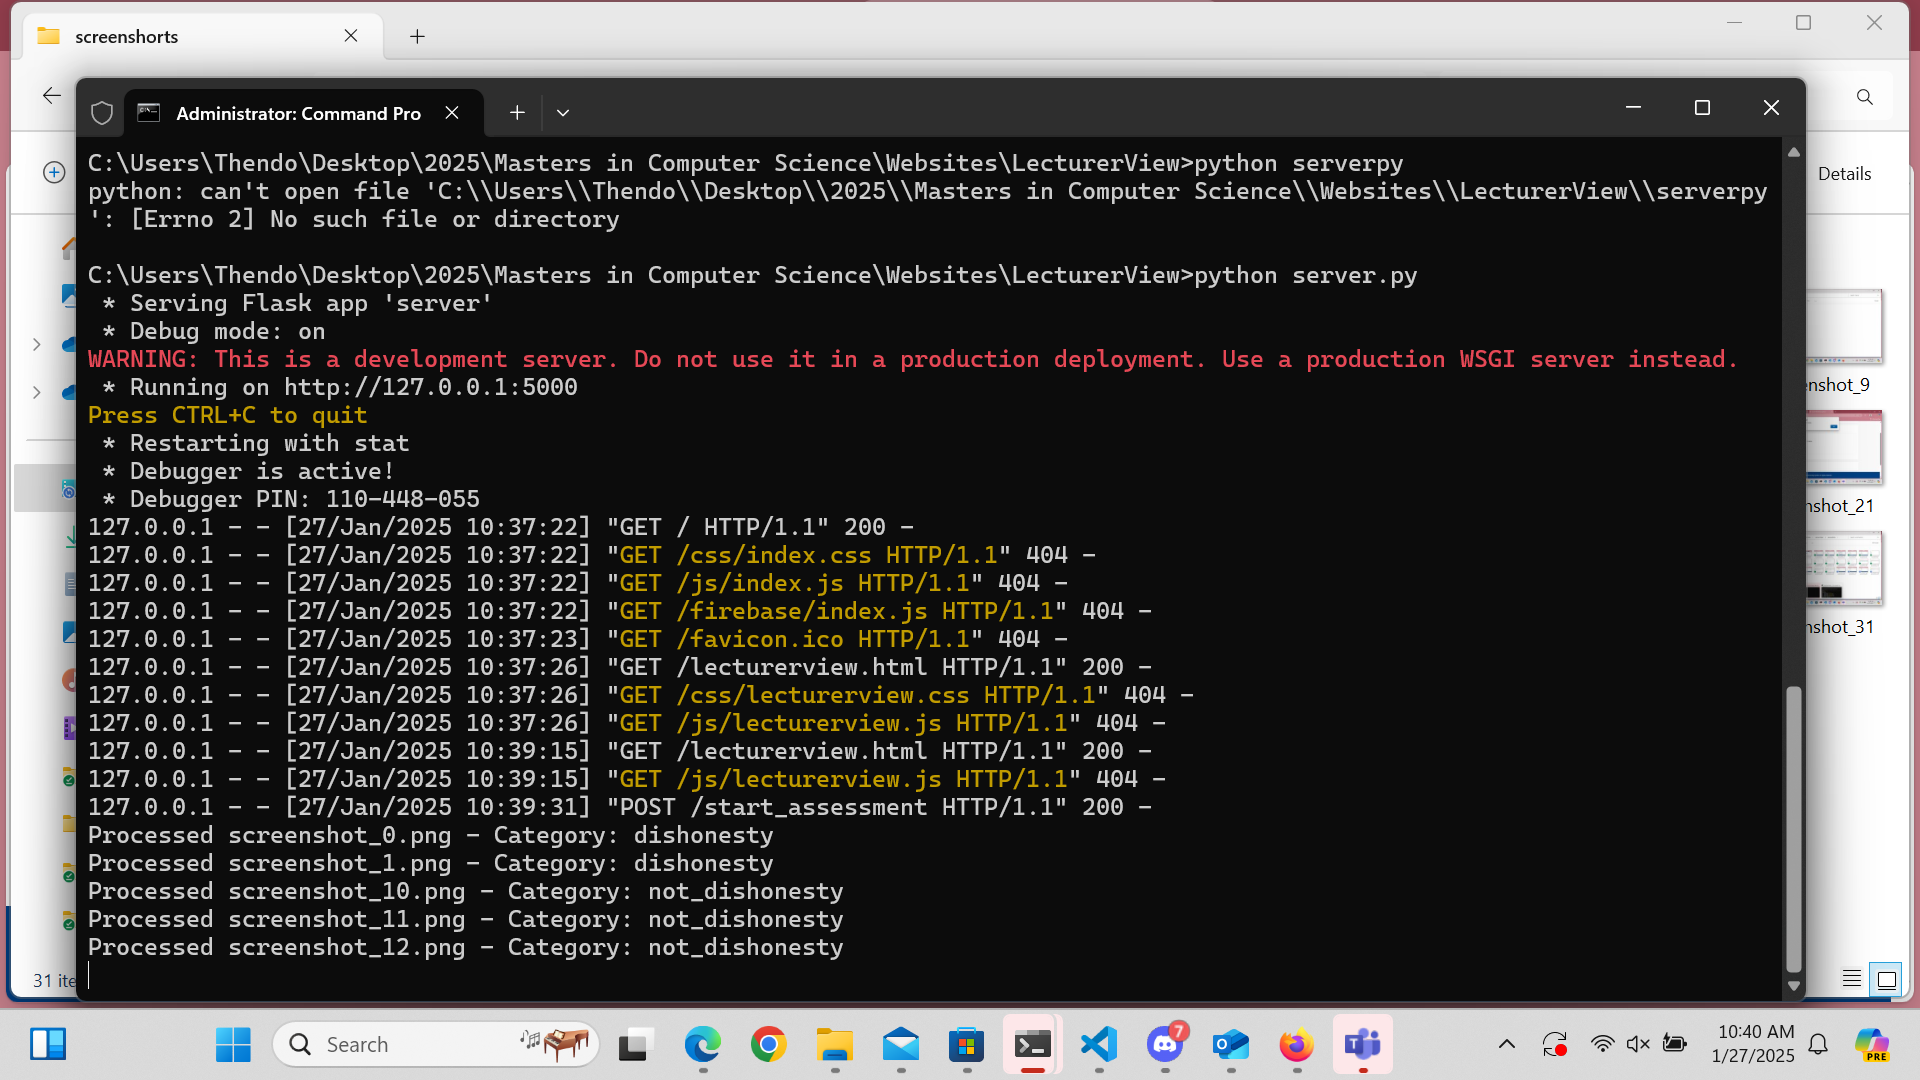 screenshorts
Administrator: Command Pro
Details
C:\Users\Thendo\Desktop\2025\Masters in Computer Science\Websites\LecturerView>python serverpy
python: can't open file 'C:\\Users\\Thendo\\Desktop\\2025\\Masters in Computer Science\\Websites\\LecturerView\\serverpy
': [Errno 2] No such file or directory
C:\Users\Thendo\Desktop\2025\Masters in Computer Science\Websites\LecturerView>python server.py
* Serving Flask app 'server'
* Debug mode: on
WARNING: This is a development server. Do not use it in a production deployment. Use a production WSGI server instead.
* Running on http://127.0.0.1:5000
Press CTRL+C to quit
* Restarting with stat
* Debugger is active!
* Debugger PIN: 110-448-055
127.0.0.1 - - [27/Jan/2025 10:37:22] "GET / HTTP/1.1" 200 -
127.0.0.1 - - [27/Jan/2025 10:37:22] "GET /css/index.css HTTP/1.1" 404 -
127.0.0.1 - - [27/Jan/2025 10:37:22] "GET /js/index.js HTTP/1.1" 404 -
127.0.0.1 - - [27/Jan/2025 10:37:22] "GET /firebase/index.js HTTP/1.1" 404 -
127.0.0.1 - - [27/Jan/2025 10:37:23] "GET /favicon.ico HTTP/1.1" 404 -
127.0.0.1 - - [27/Jan/2025 10:37:26] "GET /lecturerview.html HTTP/1.1" 200 -
127.0.0.1 - - [27/Jan/2025 10:37:26] "GET /css/lecturerview.css HTTP/1.1" 404 -
127.0.0.1 - - [27/Jan/2025 10:37:26] "GET /js/lecturerview.js HTTP/1.1" 404 -
127.0.0.1 - - [27/Jan/2025 10:39:15] "GET /lecturerview.html HTTP/1.1" 200 -
127.0.0.1 - - [27/Jan/2025 10:39:15] "GET /js/lecturerview.js HTTP/1.1" 404 -
127.0.0.1 - - [27/Jan/2025 10:39:31] "POST /start_assessment HTTP/1.1" 200 -
Processed screenshot_0.png - Category: dishonesty
Processed screenshot_1.png - Category: dishonesty
Processed screenshot_10.png - Category: not_dishonesty
Processed screenshot_11.png - Category: not_dishonesty
Processed screenshot_12.png - Category: not_dishonesty
enshot_9
nshot_21
nshot_31
31 ite
Search
7
10:40 AM
1/27/2025
PRE